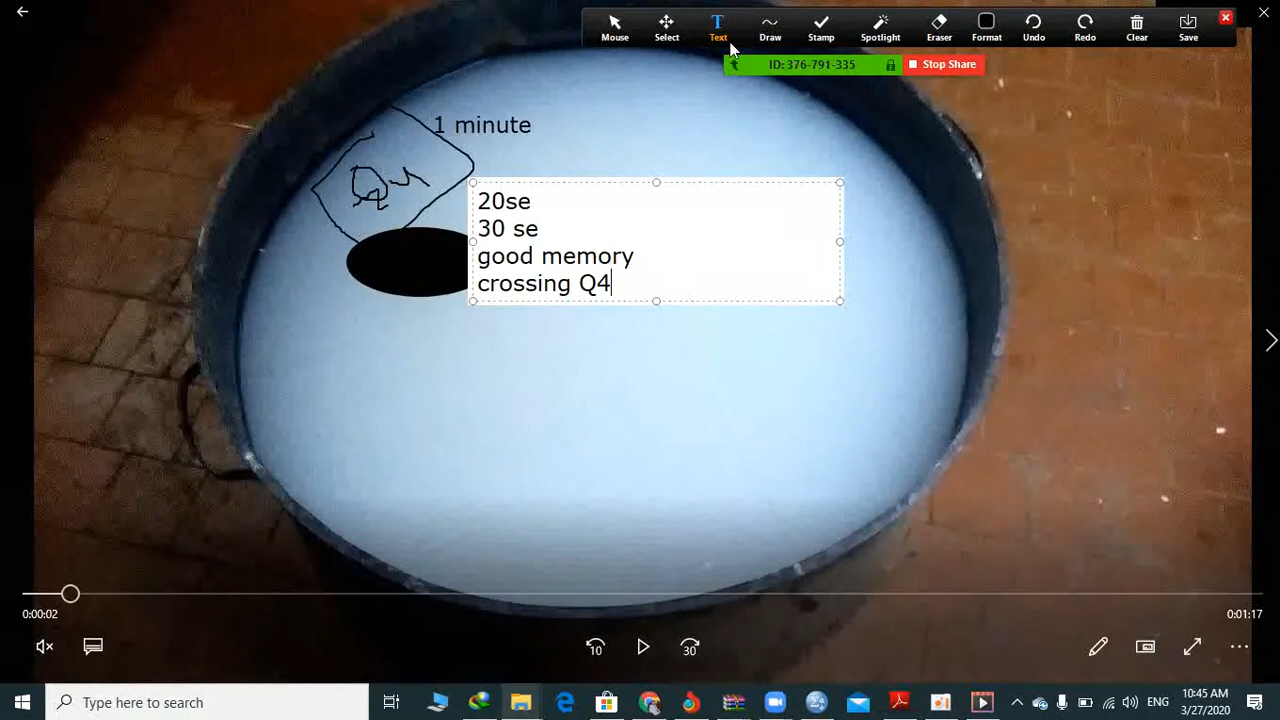 Mouse
Select
Text
Draw
Stamp
Spotlight
Eraser
Format
Undo
Redo
Clear
Save
ID: 376-791-335
Stop Share
1 minute
Q4
20se
30 se
good memory
crossing Q4
0:00:02
0:01:17
10
30
Type here to search
ENG
10:45 AM
3/27/2020